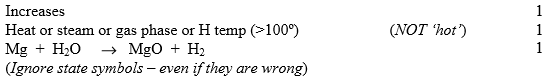 Increases 1
Heat or steam or gas phase or H temp (>100°) (NOT ‘hot’) 1
Mg + H₂O → MgO + H₂ 1
(Ignore state symbols – even if they are wrong)